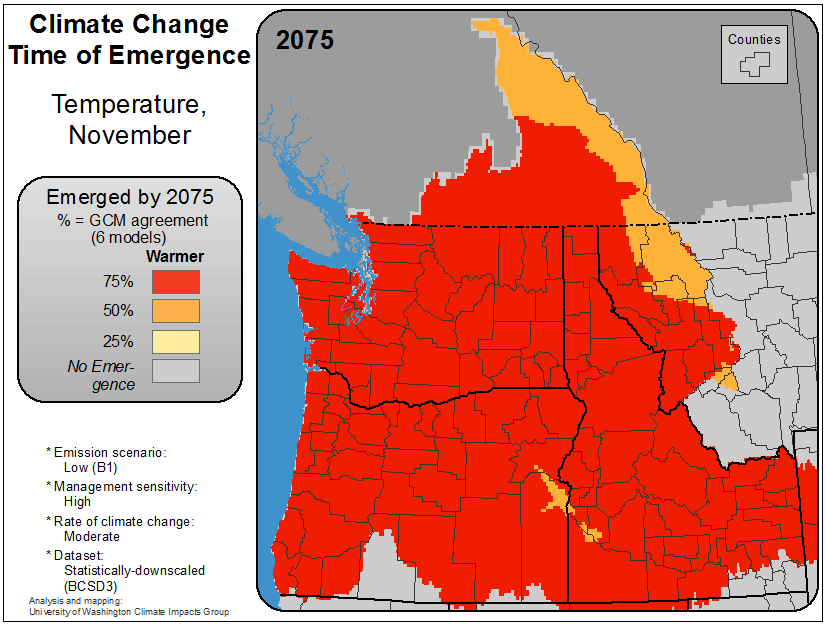 Climate Change
Time of Emergence
Temperature,
November
Emerged by 2075
% = GCM agreement
(6 models)
Warmer
75%
50%
25%
No Emer-
gence
* Emission scenario:
Low (B1)
* Management sensitivity:
High
* Rate of climate change:
Moderate
* Dataset:
Statistically-downscaled
(BCSD3)
Analysis and mapping:
University of Washington Climate Impacts Group
2075
Counties